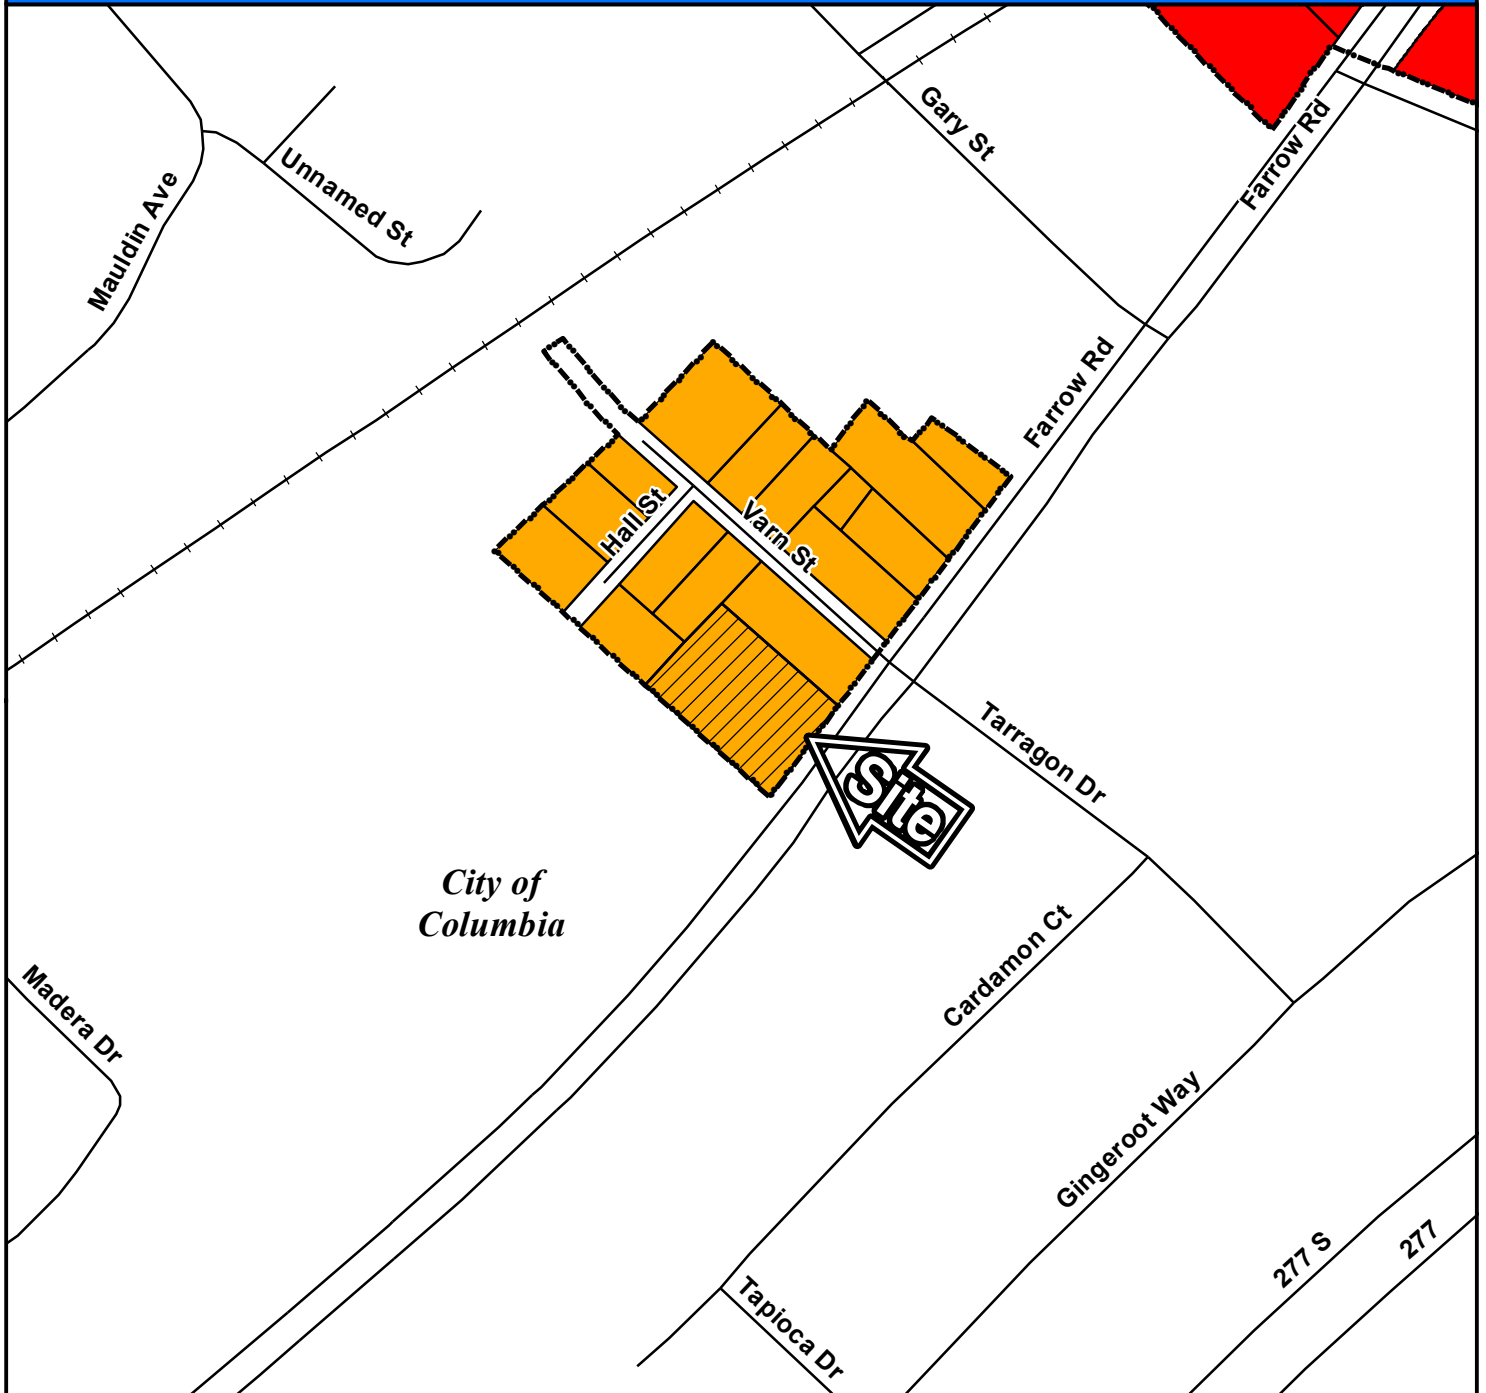 Gary St
Farrow Rd
Unnamed St
Mauldin Ave
Farrow Rd
Hall St
Varn St
Tarragon Dr
Site
City of
Columbia
Cardamon Ct
Madera Dr
Gingeroot Way
277 S
277
Tapioca Dr